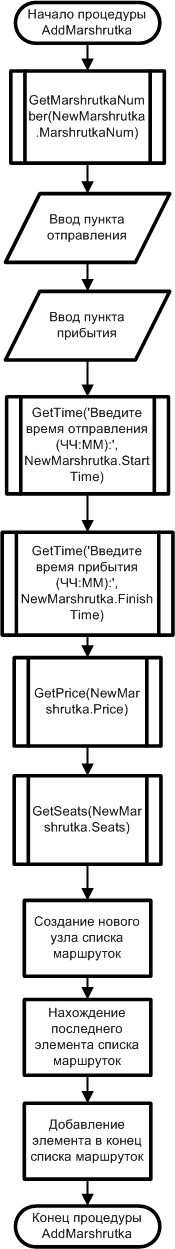 Начало процедуры
AddMarshrutka
GetMarshrutkaNum
ber(NewMarshrutka
.MarshrutkaNum)
Ввод пункта
отправления
Ввод пункта
прибытия
GetTime('Введите
время отправления
(ЧЧ:ММ):',
NewMarshrutka.Start
Time)
GetTime('Введите
время прибытия
(ЧЧ:ММ):',
NewMarshrutka.Finish
Time)
GetPrice(NewMar
shrutka.Price)
GetSeats(NewMar
shrutka.Seats)
Создание нового
узла списка
маршруток
Нахождение
последнего
элемента списка
маршруток
Добавление
элемента в конец
списка маршруток
Конец процедуры
AddMarshrutka